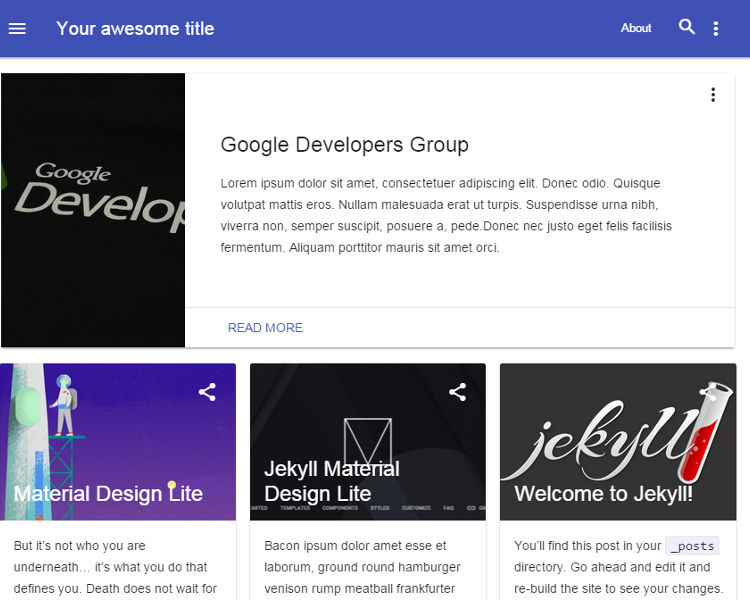 Your awesome title
About
Google
Develop
Google Developers Group
Lorem ipsum dolor sit amet, consectetuer adipiscing elit. Donec odio. Quisque
volutpat mattis eros. Nullam malesuada erat ut turpis. Suspendisse urna nibh,
viverra non, semper suscipit, posuere a, pede.Donec nec justo eget felis facilisis
fermentum. Aliquam porttitor mauris sit amet orci.
READ MORE
Material Design Lite
But it's not who you are
underneath… it's what you do that
defines you. Death does not wait for
Jekyll Material
Design Lite
ARTED TEMPLATES COMPONENTS STYLES CUSTOMIZE FAQ
Bacon ipsum dolor amet esse et
laborum, ground round hamburger
venison rump meatball frankfurter
jekyll
Welcome to Jekyll!
You'll find this post in your _posts
directory. Go ahead and edit it and
re-build the site to see your changes.